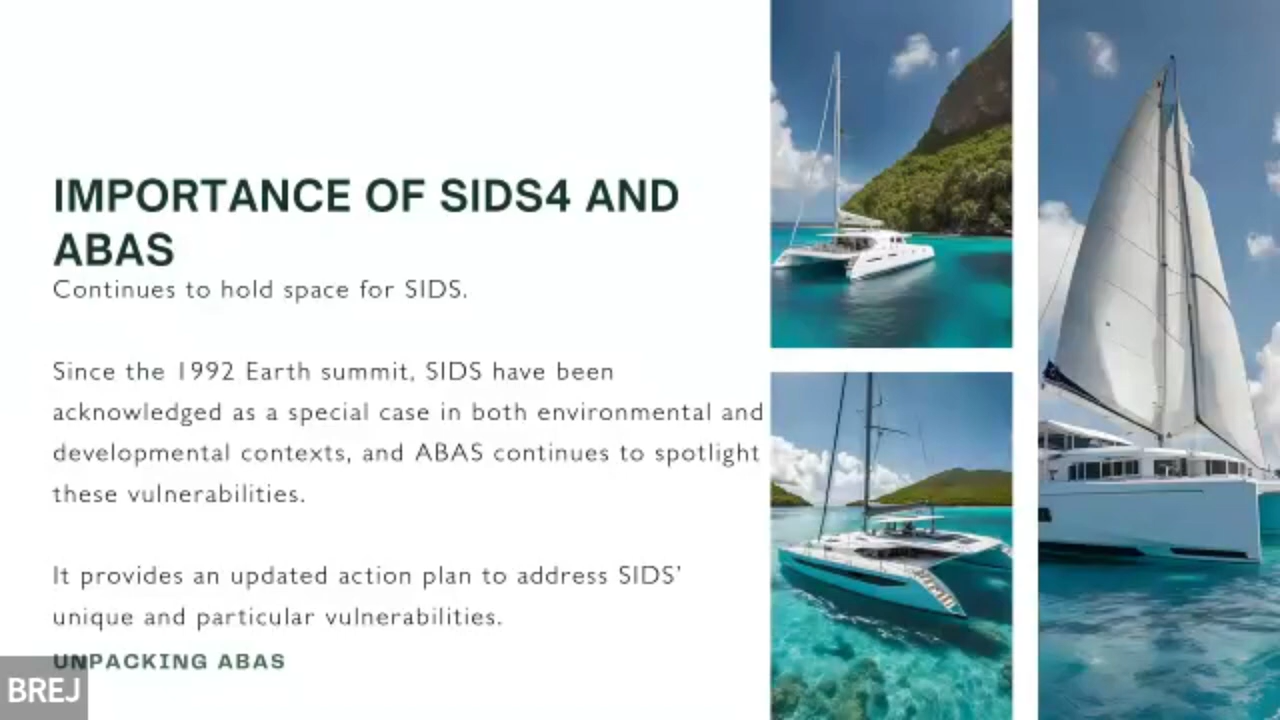 IMPORTANCE OF SIDS4 AND
ABAS
Continues to hold space for SIDS.
Since the 1992 Earth summit, SIDS have been
acknowledged as a special case in both environmental and
developmental contexts, and ABAS continues to spotlight
these vulnerabilities.
It provides an updated action plan to address SIDS’
unique and particular vulnerabilities.
UNPACKING ABAS
BREJ